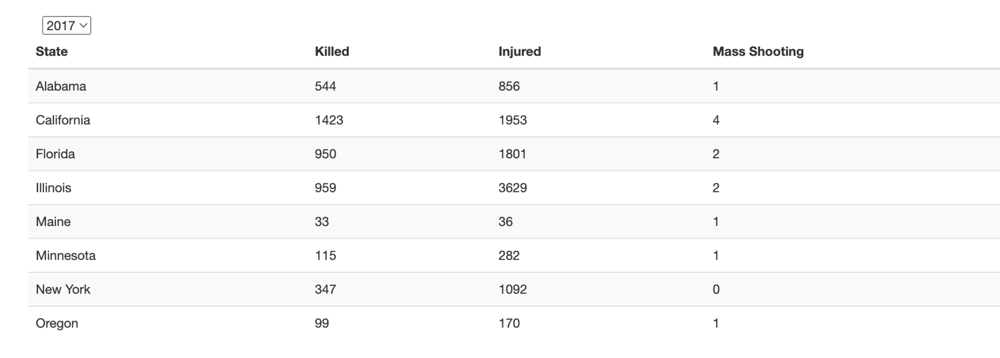 2017
State Killed Injured Mass Shooting
Alabama 544 856 1
California 1423 1953 4
Florida 950 1801 2
Illinois 959 3629 2
Maine 33 36 1
Minnesota 115 282 1
New York 347 1092 0
Oregon 99 170 1